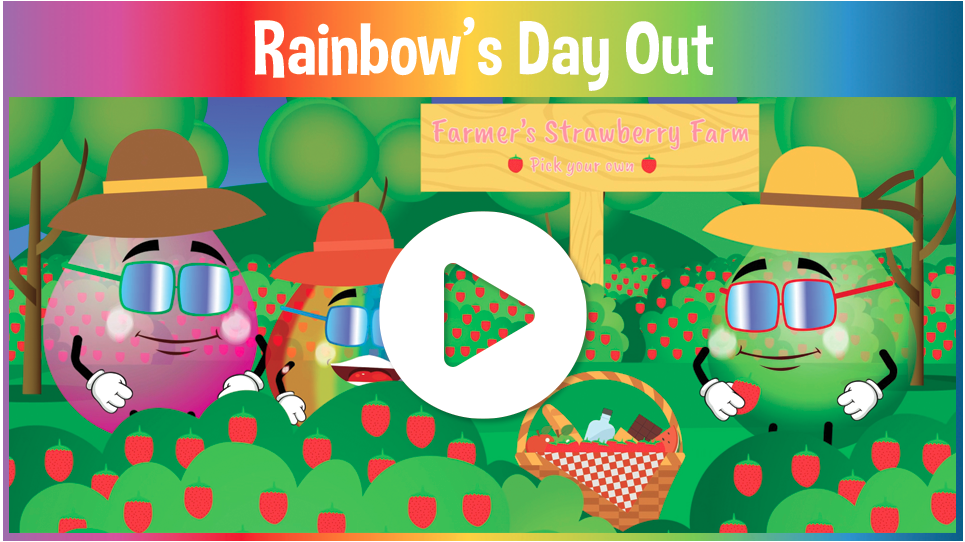 Rainbow's Day Out
Farmer's Strawberry Farm
Pick your own